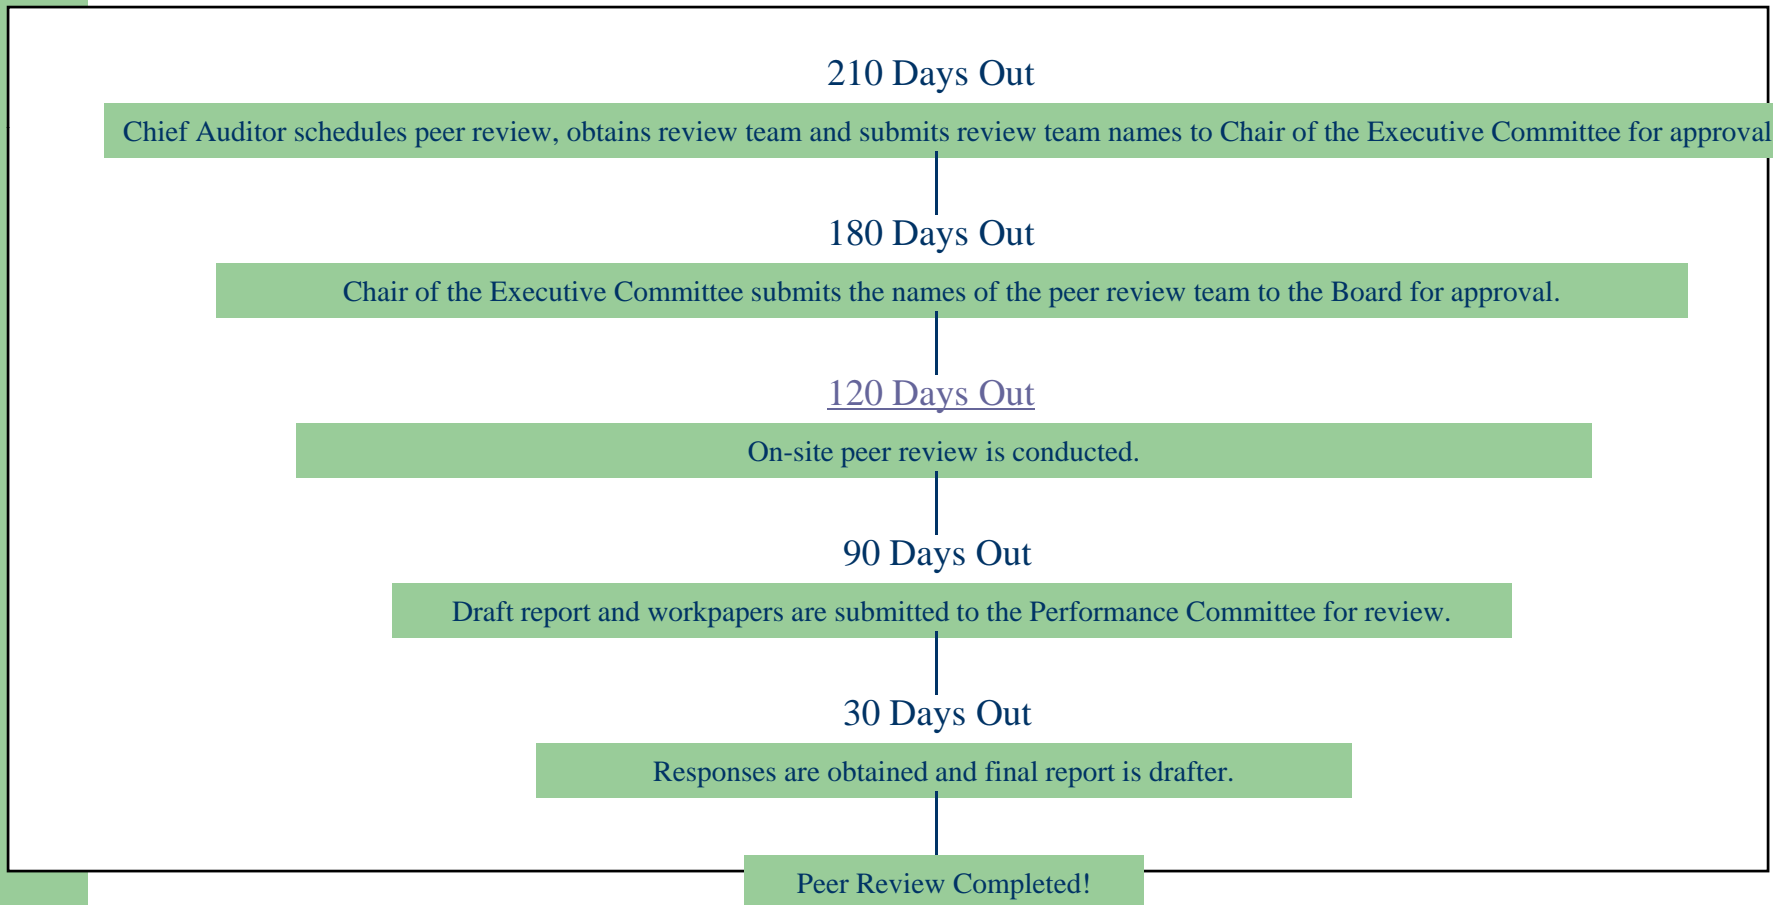 210 Days Out
Chief Auditor schedules peer review, obtains review team and submits review team names to Chair of the Executive Committee for approval
180 Days Out
Chair of the Executive Committee submits the names of the peer review team to the Board for approval.
120 Days Out
On-site peer review is conducted.
90 Days Out
Draft report and workpapers are submitted to the Performance Committee for review.
30 Days Out
Responses are obtained and final report is drafter.
Peer Review Completed!